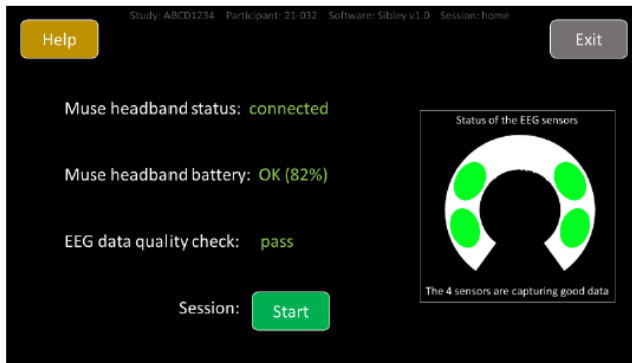 Study: ABCD1234 Participant: 21-032 Software: Sibley v1.0 Session: home
Help
Exit
Muse headband status: connected
Muse headband battery: OK (82%)
EEG data quality check: pass
Session: Start
Status of the EEG sensors
The 4 sensors are capturing good data